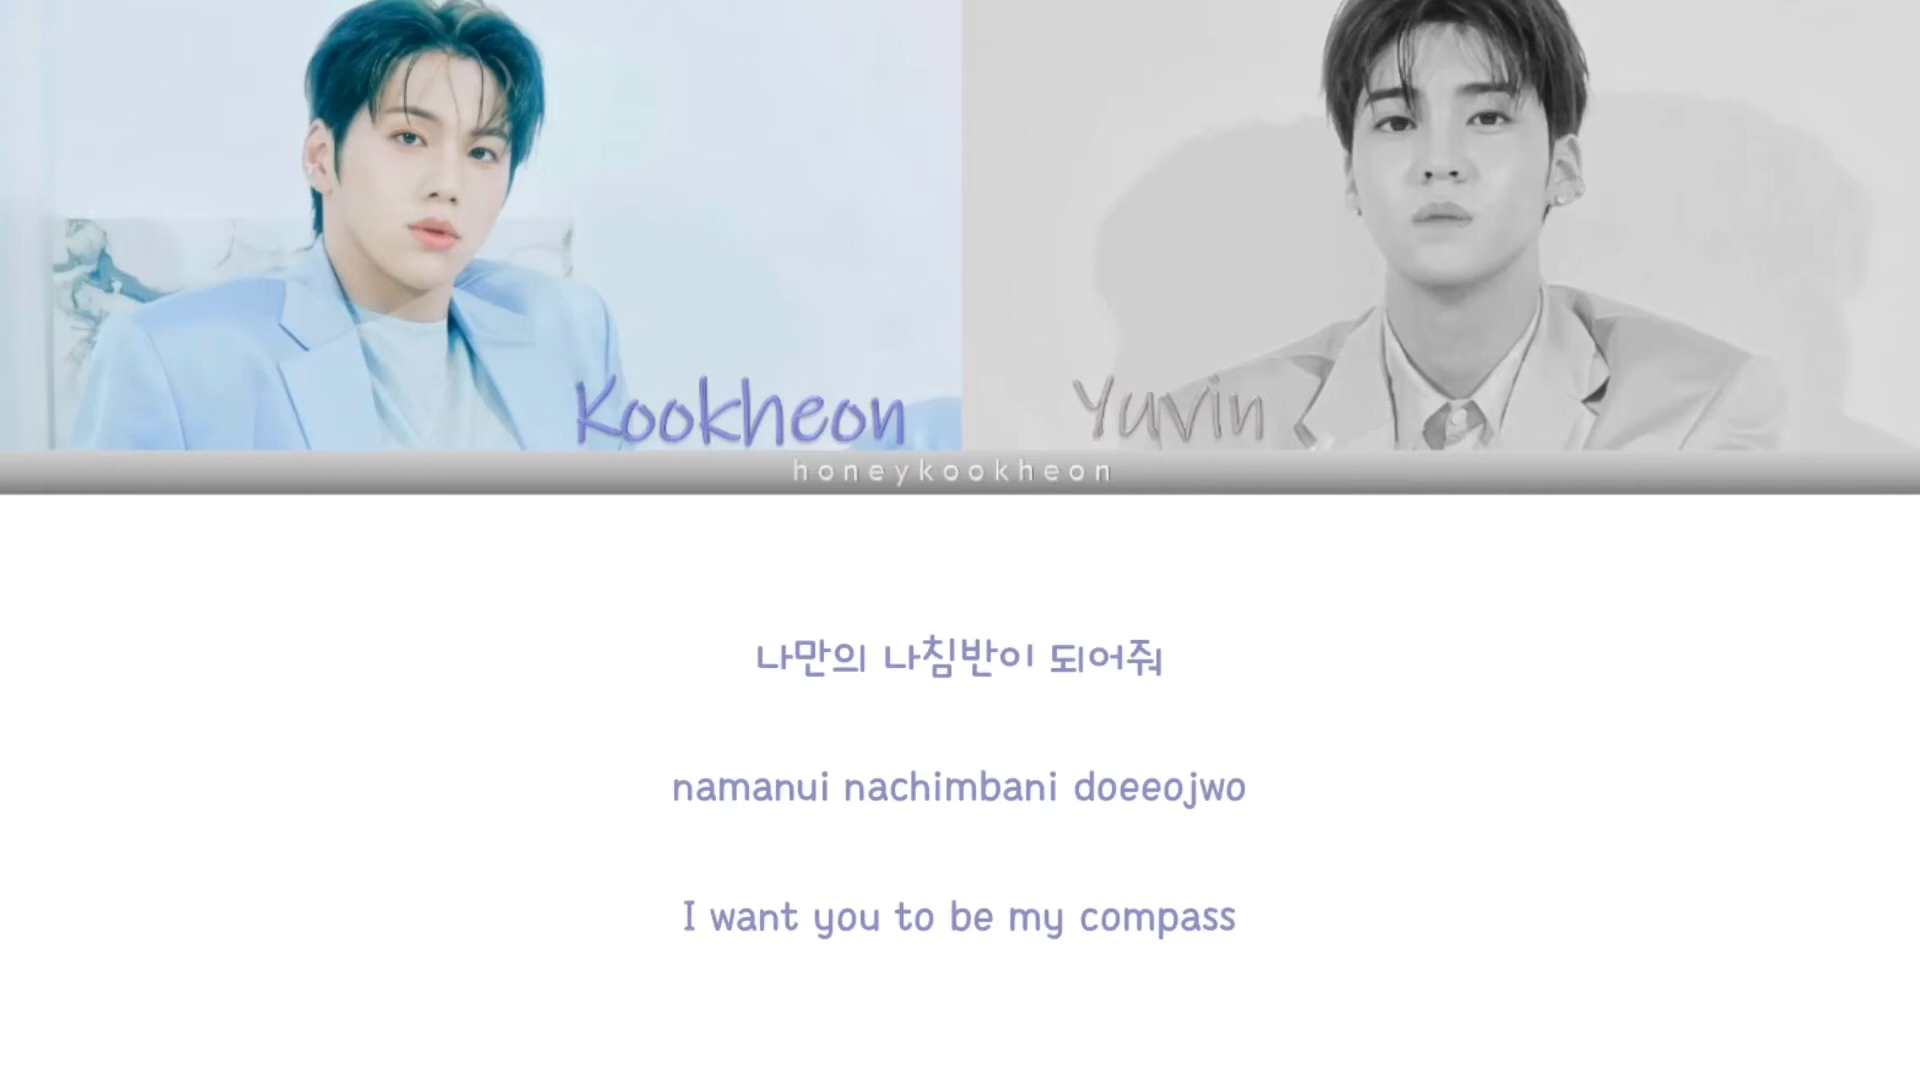 Kookheon
Yuvin
honeykookheon
나만의 나침반이 되어줘
namanui nachimbani doeeojwo
I want you to be my compass